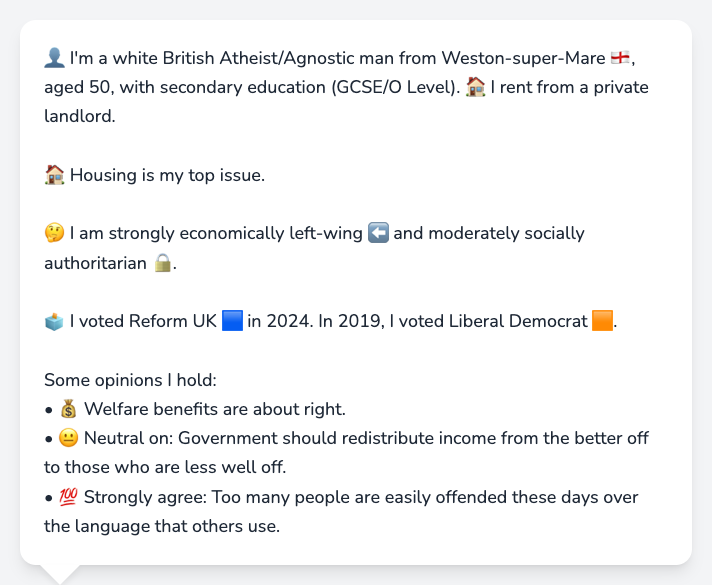 👤 I'm a white British Atheist/Agnostic man from Weston-super-Mare 🏴󠁧󠁢󠁥󠁮󠁧󠁿,
aged 50, with secondary education (GCSE/O Level). 🏠 I rent from a private
landlord.
🏠 Housing is my top issue.
🤔 I am strongly economically left-wing ⬅️ and moderately socially
authoritarian 🔒.
🗳️ I voted Reform UK 🟦 in 2024. In 2019, I voted Liberal Democrat 🟧.
Some opinions I hold:
• 💰 Welfare benefits are about right.
• 😐 Neutral on: Government should redistribute income from the better off
to those who are less well off.
• 💯 Strongly agree: Too many people are easily offended these days over
the language that others use.